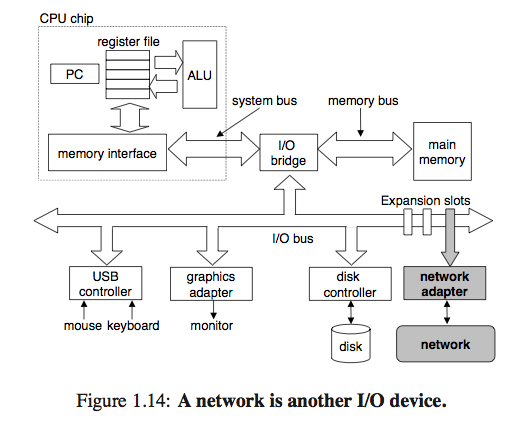 CPU chip
register file
PC
ALU
system bus
memory bus
memory interface
I/O
bridge
main
memory
Expansion slots
I/O bus
USB
controller
graphics
adapter
disk
controller
network
adapter
mouse keyboard
monitor
disk
network
Figure 1.14: A network is another I/O device.